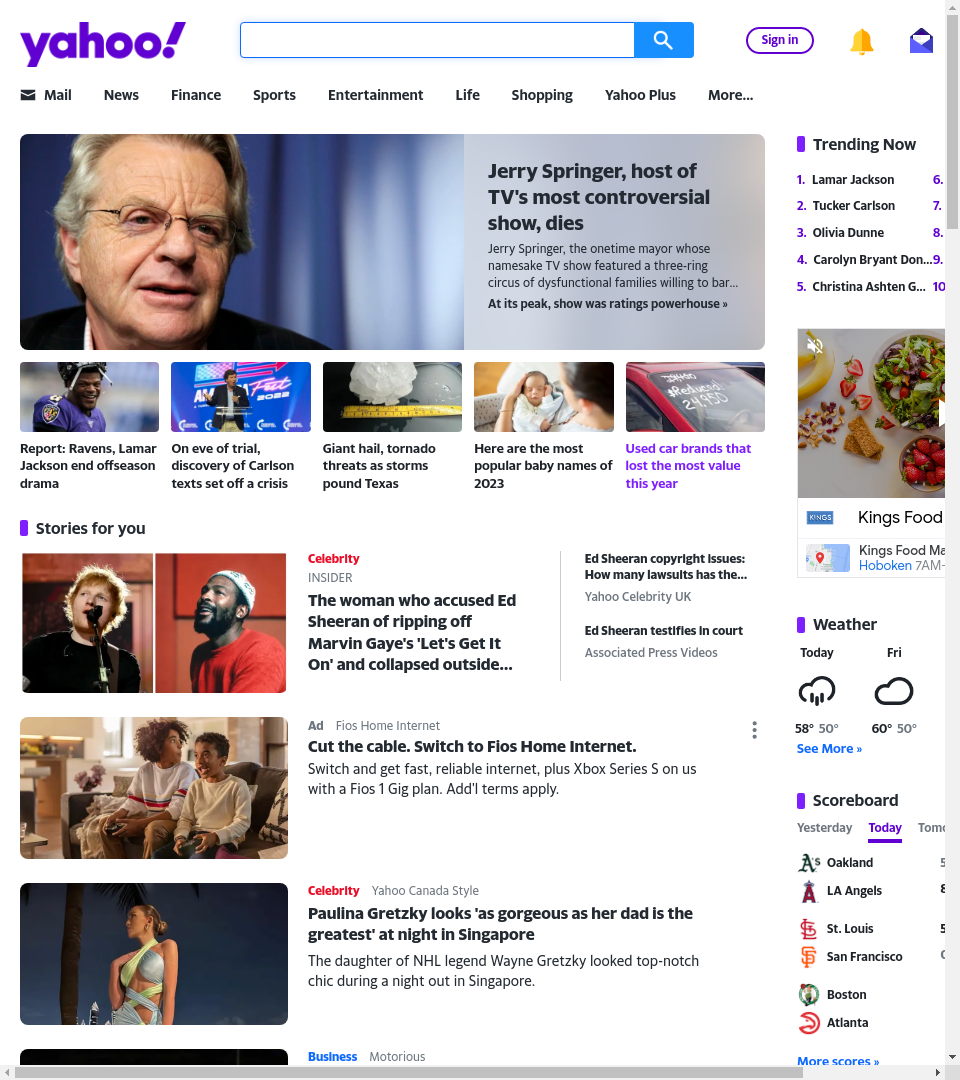 yahoo!
Sign in
Mail
News
Finance
Sports
Entertainment
Life
Shopping
Yahoo Plus
More...
Jerry Springer, host of
TV's most controversial
show, dies
Jerry Springer, the onetime mayor whose
namesake TV show featured a three-ring
circus of dysfunctional families willing to bar...
At its peak, show was ratings powerhouse »
Report: Ravens, Lamar
Jackson end offseason
drama
2022
On eve of trial,
discovery of Carlson
texts set off a crisis
Giant hail, tornado
threats as storms
pound Texas
Here are the most
popular baby names of
2023
Reduced
24,950
Used car brands that
lost the most value
this year
Stories for you
Celebrity
INSIDER
The woman who accused Ed
Sheeran of ripping off
Marvin Gaye's 'Let's Get It
On' and collapsed outside...
Ed Sheeran copyright issues:
How many lawsuits has the...
Yahoo Celebrity UK
Ed Sheeran testifies in court
Associated Press Videos
Ad Fios Home Internet
Cut the cable. Switch to Fios Home Internet.
Switch and get fast, reliable internet, plus Xbox Series S on us
with a Fios 1 Gig plan. Add'l terms apply.
Celebrity Yahoo Canada Style
Paulina Gretzky looks 'as gorgeous as her dad is the
greatest' at night in Singapore
The daughter of NHL legend Wayne Gretzky looked top-notch
chic during a night out in Singapore.
Business Motorious
Trending Now
1. Lamar Jackson 6.
2. Tucker Carlson 7.
3. Olivia Dunne 8.
4. Carolyn Bryant Don... 9.
5. Christina Ashten G... 10
KINGS
Kings Food
Kings Food Ma
Hoboken 7AM-
Weather
Today Fri
58° 50° 60° 50°
See More »
Scoreboard
Yesterday Today Tomo
Oakland 5
LA Angels 8
St. Louis 5
San Francisco 0
Boston
Atlanta
More scores »